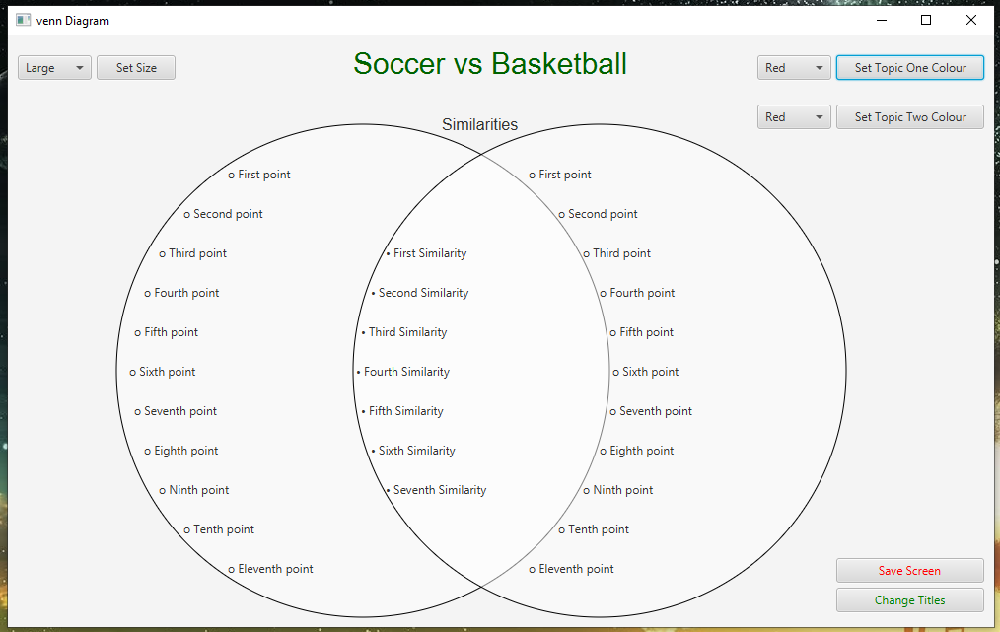 venn Diagram
Large
Set Size
Soccer vs Basketball
Red
Set Topic One Colour
Red
Set Topic Two Colour
Similarities
o First point
o Second point
o Third point
o Fourth point
o Fifth point
o Sixth point
o Seventh point
o Eighth point
o Ninth point
o Tenth point
o Eleventh point
• First Similarity
• Second Similarity
• Third Similarity
• Fourth Similarity
• Fifth Similarity
• Sixth Similarity
• Seventh Similarity
o First point
o Second point
o Third point
o Fourth point
o Fifth point
o Sixth point
o Seventh point
o Eighth point
o Ninth point
o Tenth point
o Eleventh point
Save Screen
Change Titles